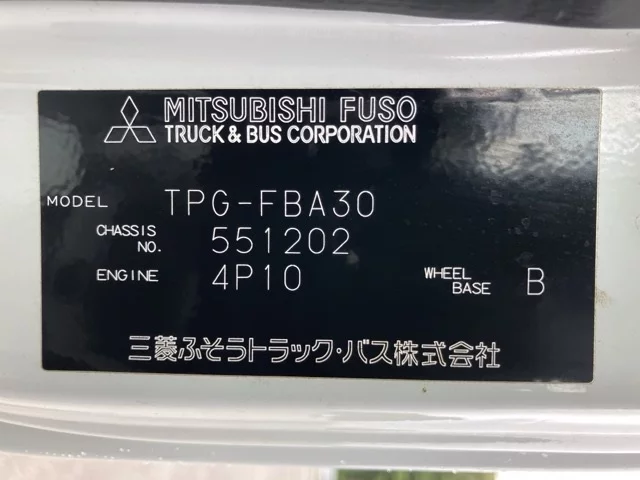 MITSUBISHI FUSO
TRUCK & BUS CORPORATION
MODEL TPG-FBA30
CHASSIS NO. 551202
ENGINE 4P10 WHEEL BASE B
三菱ふそうトラック・バス株式会社